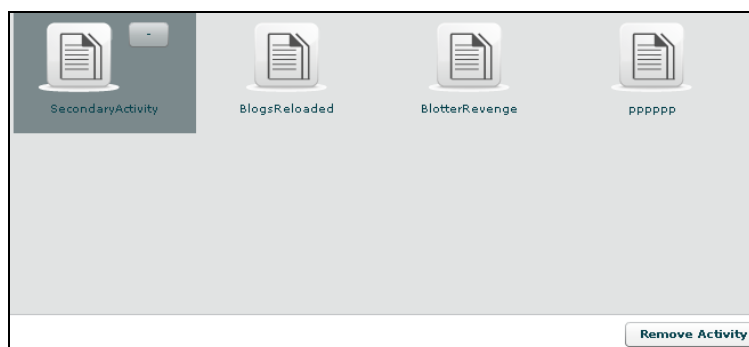 -
SecondaryActivity BlogsReloaded BlotterRevenge pppppp
Remove Activity